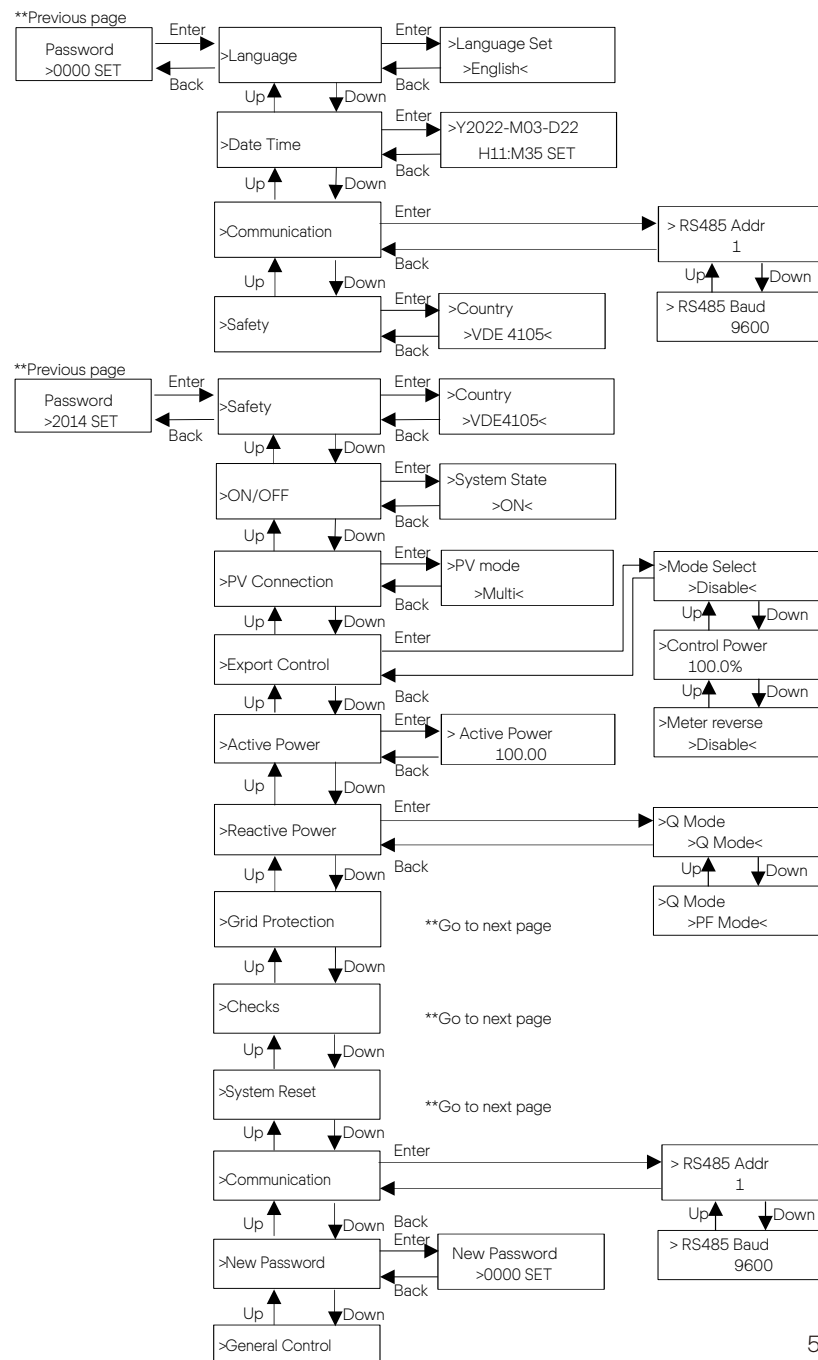 **Previous page
Password
>0000 SET
Enter
Back
>Language
Enter
Back
>Language Set
>English<
Up
Down
>Date Time
Enter
Back
>Y2022-M03-D22
H11:M35 SET
Up
Down
>Communication
Enter
Back
> RS485 Addr
1
Up
Down
> RS485 Baud
9600
Up
Down
>Safety
Enter
Back
>Country
>VDE 4105<
**Previous page
Password
>2014 SET
Enter
Back
>Safety
Enter
Back
>Country
>VDE4105<
Up
Down
>ON/OFF
Enter
Back
>System State
>ON<
Up
Down
>PV Connection
Enter
Back
>PV mode
>Multi<
Up
Down
>Export Control
Enter
Back
>Mode Select
>Disable<
Up
Down
>Control Power
100.0%
Up
Down
>Meter reverse
>Disable<
Up
Down
>Active Power
Enter
Back
> Active Power
100.00
Up
Down
>Reactive Power
Enter
Back
>Q Mode
>Q Mode<
Up
Down
>Q Mode
>PF Mode<
Up
Down
>Grid Protection
**Go to next page
Up
Down
>Checks
**Go to next page
Up
Down
>System Reset
**Go to next page
Up
Down
>Communication
Enter
Back
> RS485 Addr
1
Up
Down
> RS485 Baud
9600
Up
Down
>New Password
Enter
Back
New Password
>0000 SET
Up
Down
>General Control
5